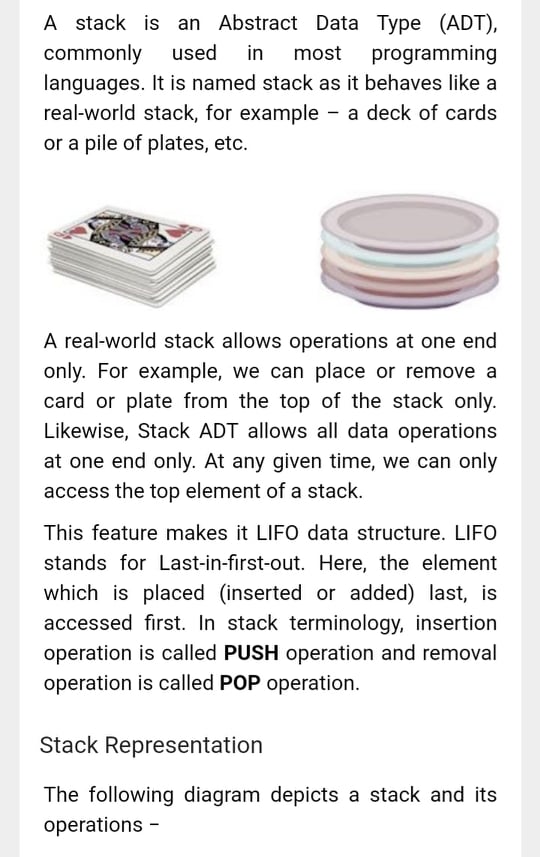 A stack is an Abstract Data Type (ADT),
commonly used in most programming
languages. It is named stack as it behaves like a
real-world stack, for example – a deck of cards
or a pile of plates, etc.
A real-world stack allows operations at one end
only. For example, we can place or remove a
card or plate from the top of the stack only.
Likewise, Stack ADT allows all data operations
at one end only. At any given time, we can only
access the top element of a stack.
This feature makes it LIFO data structure. LIFO
stands for Last-in-first-out. Here, the element
which is placed (inserted or added) last, is
accessed first. In stack terminology, insertion
operation is called PUSH operation and removal
operation is called POP operation.
Stack Representation
The following diagram depicts a stack and its
operations –